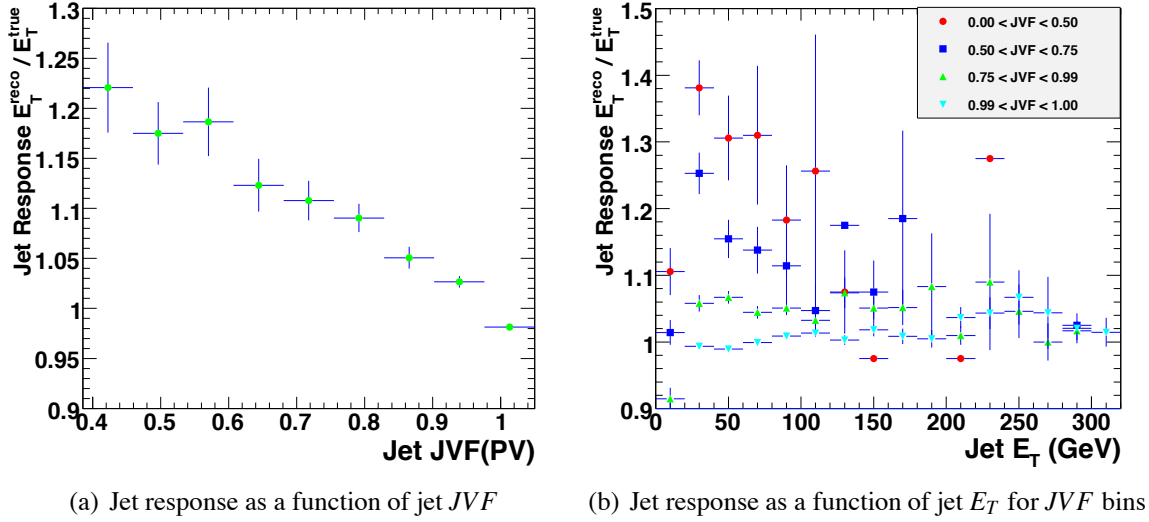 Jet Response E_T^reco / E_T^true
1.25
1.2
1.15
1.1
1.05
1
0.95
0.9
0.4 0.5 0.6 0.7 0.8 0.9 1
Jet JVF(PV)
(a) Jet response as a function of jet JVF
Jet Response E_T^reco / E_T^true
1.5
1.4
1.3
1.2
1.1
1
0.9
0 50 100 150 200 250 300
Jet E_T (GeV)
0.00 < JVF < 0.50
0.50 < JVF < 0.75
0.75 < JVF < 0.99
0.99 < JVF < 1.00
(b) Jet response as a function of jet E_T for JVF bins